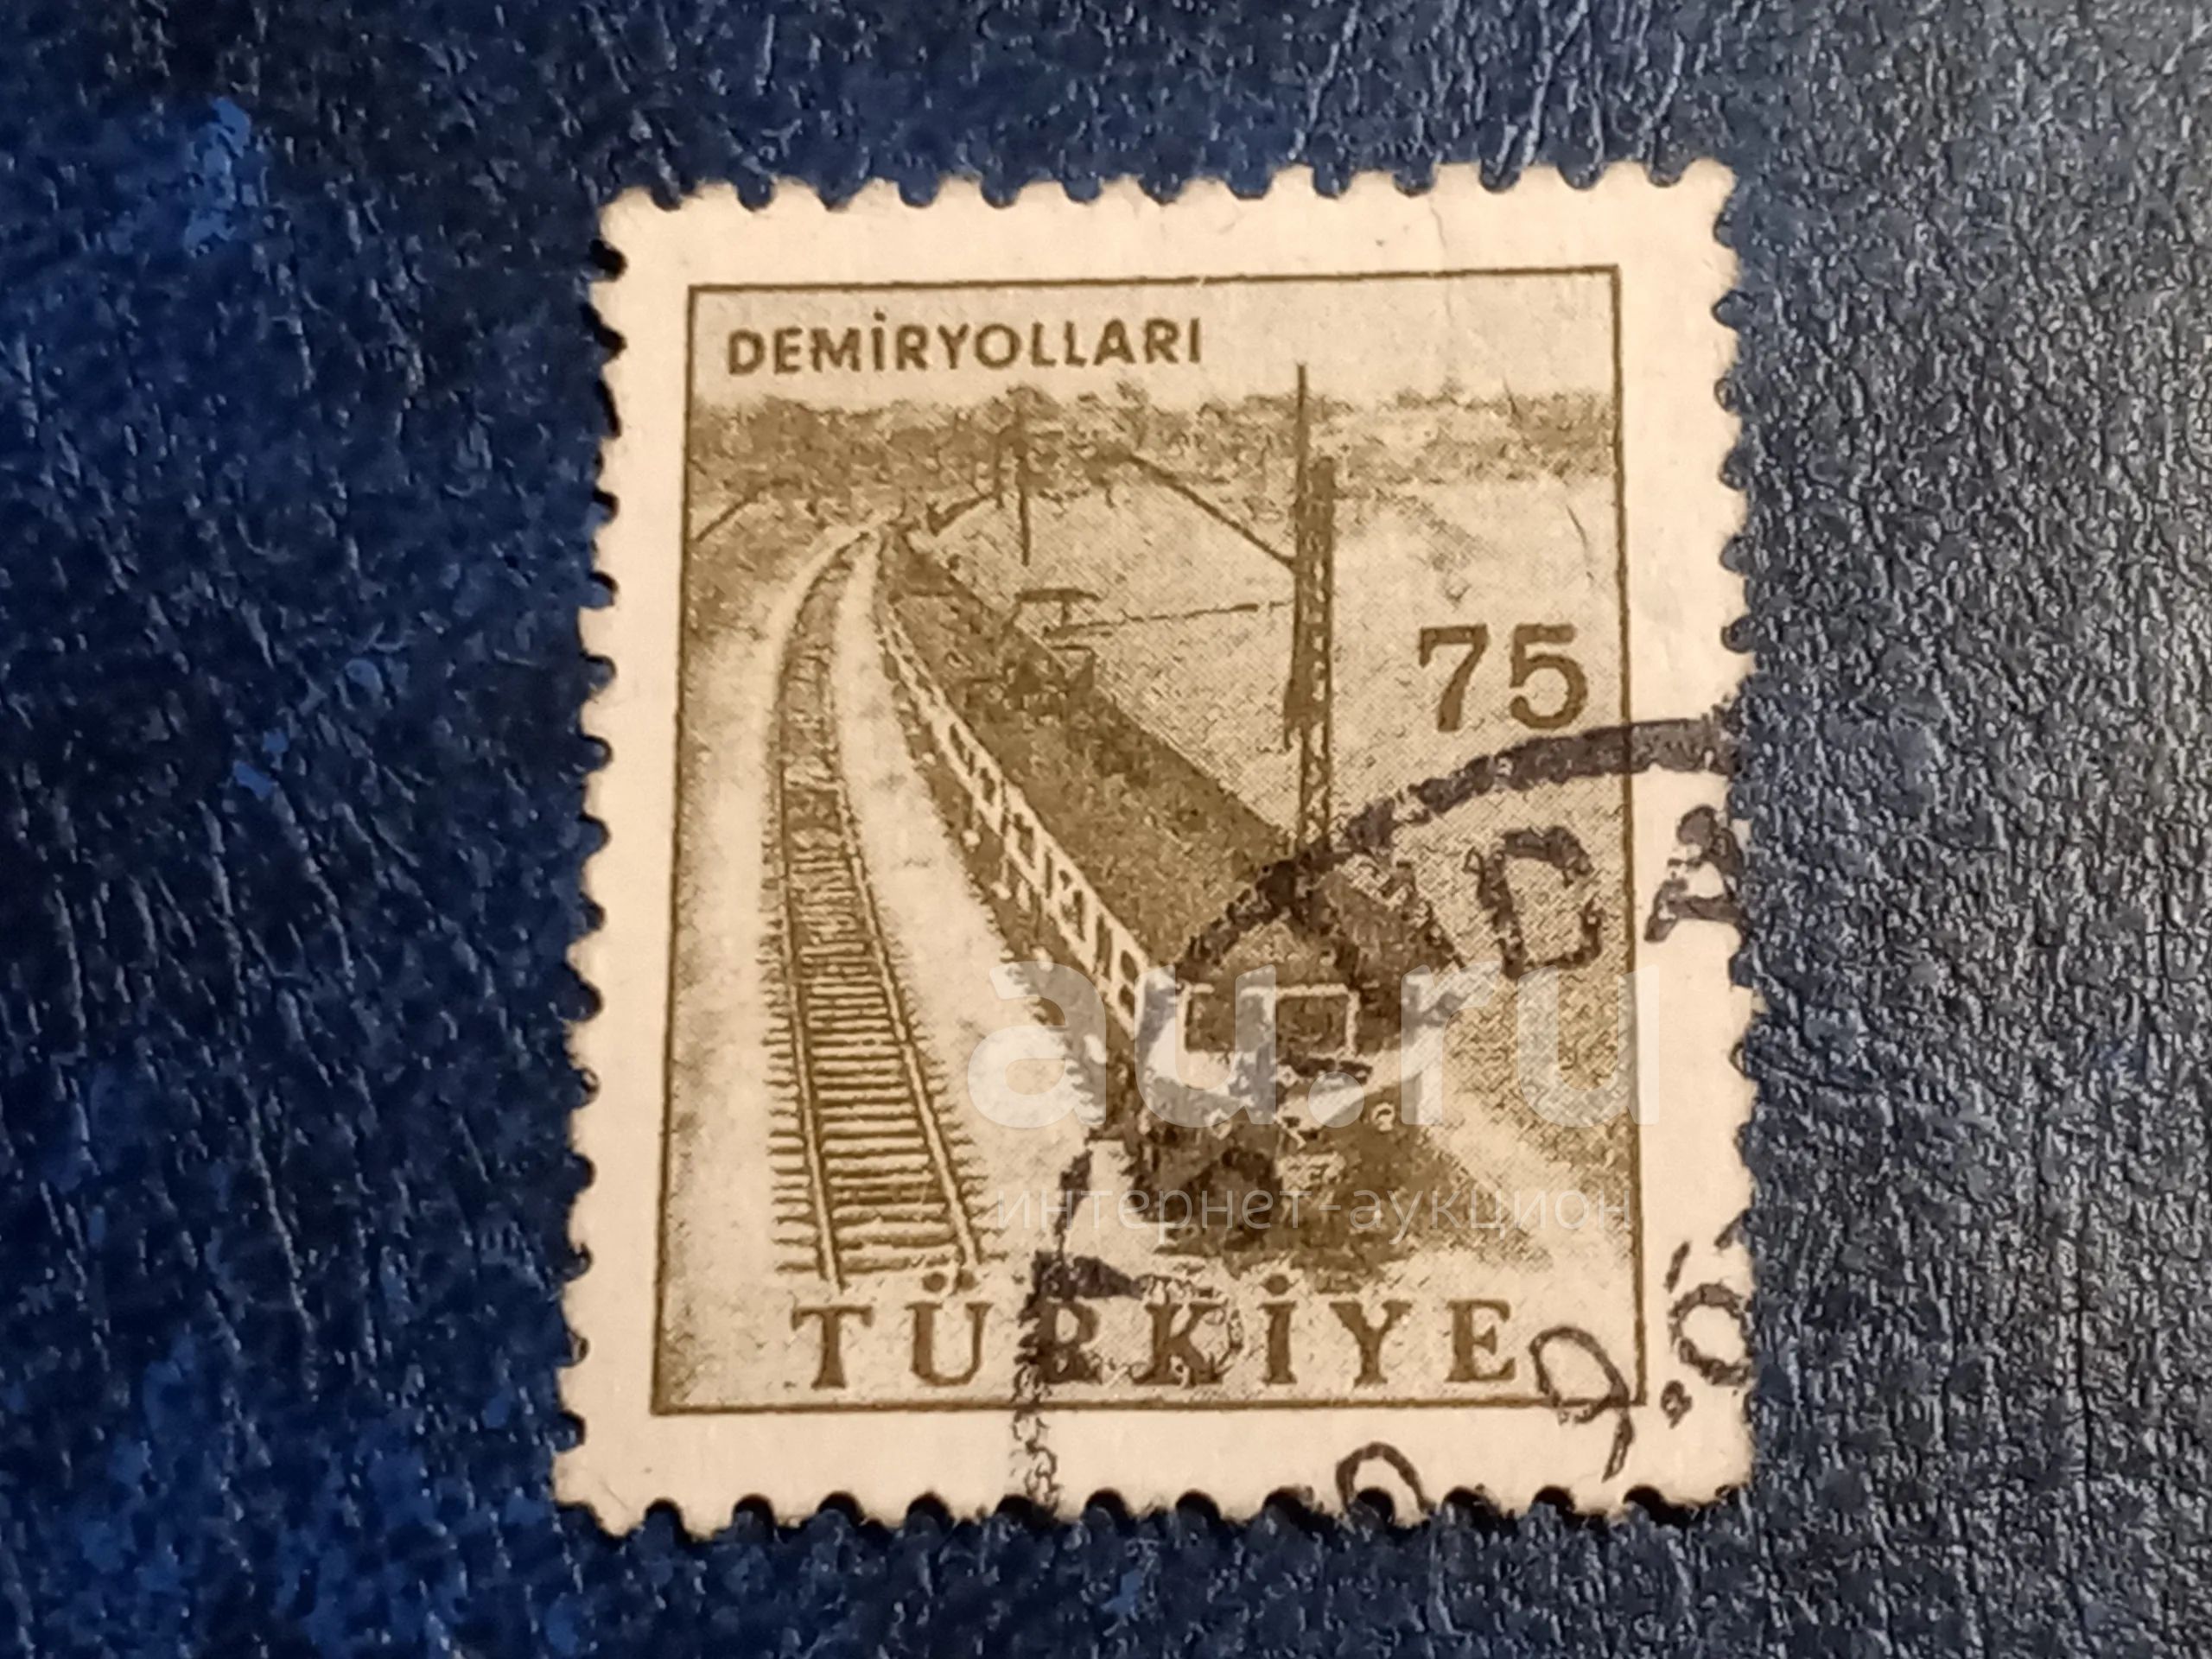 DEMİRYOLLARI
75
au.ru
интернет-аукцион
TÜRKİYE